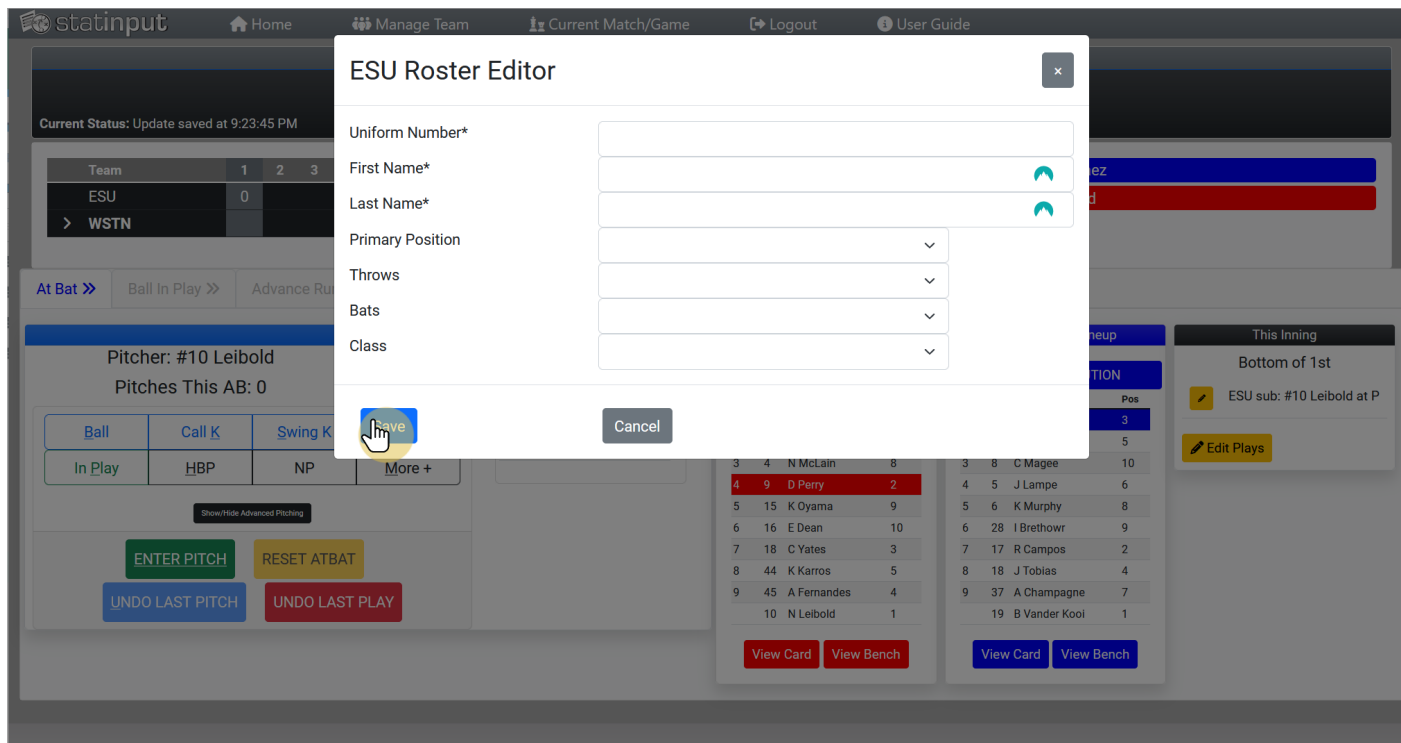 statinput Home Manage Team Current Match/Game Logout User Guide
ESU Roster Editor ×
Current Status: Update saved at 9:23:45 PM
Uniform Number*
First Name*
Last Name*
Primary Position
Throws
Bats
Class
Save Cancel
Team 1 2 3
ESU 0
WSTN
ez
d
At Bat Ball In Play Advance Ru
Pitcher: #10 Leibold
Pitches This AB: 0
Ball Call K Swing K
In Play HBP NP More +
Show/Hide Advanced Pitching
ENTER PITCH RESET ATBAT
UNDO LAST PITCH UNDO LAST PLAY
3 4 N McLain 8
4 9 D Perry 2
5 15 K Oyama 9
6 16 E Dean 10
7 18 C Yates 3
8 44 K Karros 5
9 45 A Fernandes 4
10 N Leibold 1
View Card View Bench
neup
TION
Pos
3
5
3 8 C Magee 10
4 5 J Lampe 6
5 6 K Murphy 8
6 28 I Brethowr 9
7 17 R Campos 2
8 18 J Tobias 4
9 37 A Champagne 7
19 B Vander Kooi 1
View Card View Bench
This Inning
Bottom of 1st
ESU sub: #10 Leibold at P
Edit Plays